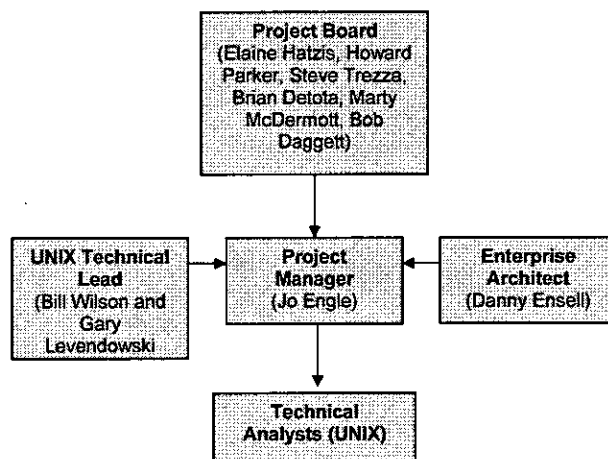 Project Board
(Elaine Hatzis, Howard
Parker, Steve Trezza,
Brian Detota, Marty
McDermott, Bob
Daggett)
UNIX Technical
Lead
(Bill Wilson and
Gary
Levendowski
Project
Manager
(Jo Engle)
Enterprise
Architect
(Danny Ensell)
Technical
Analysts (UNIX)